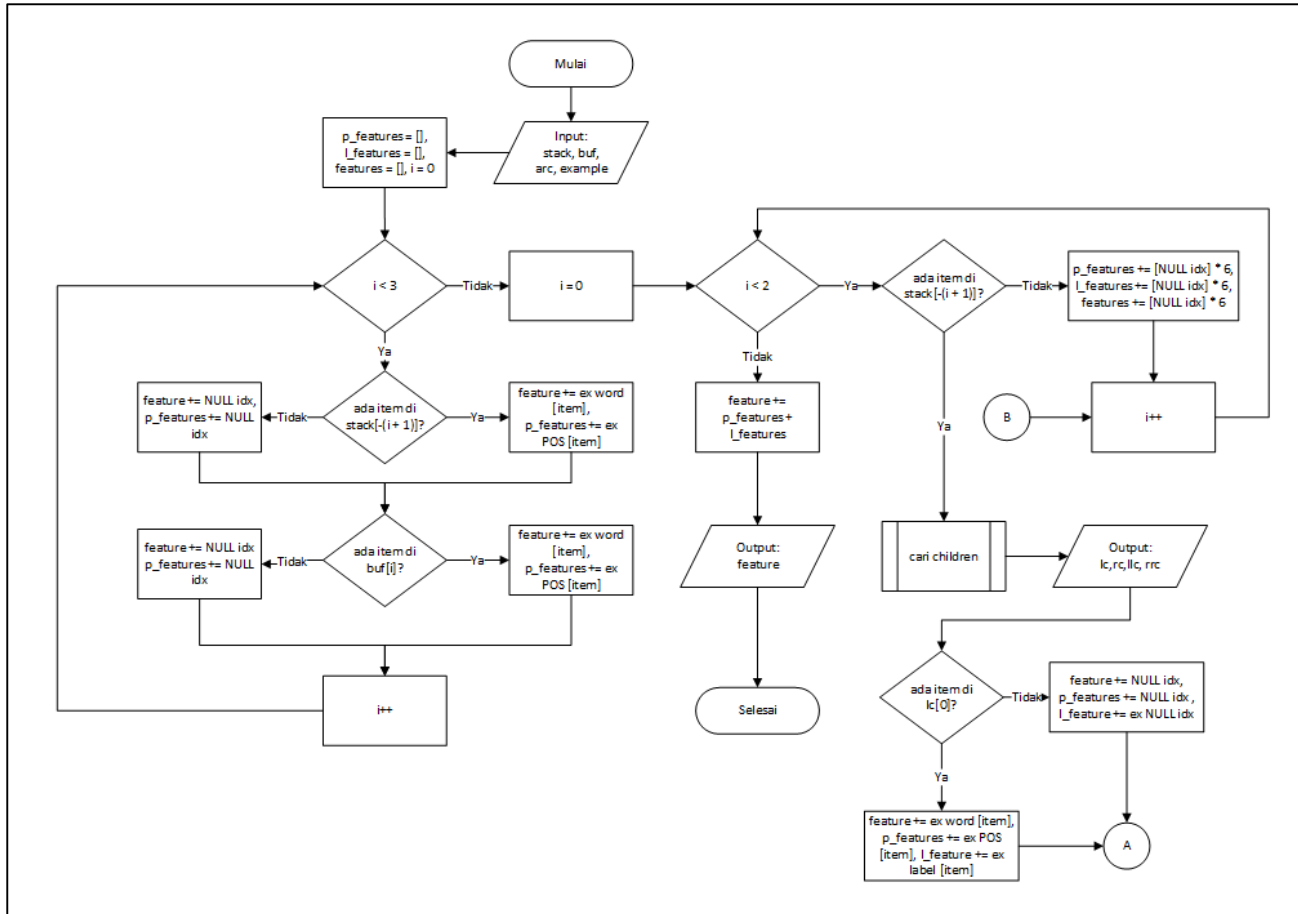 Mulai
Input:
stack, buf,
arc, example
p_features = [],
l_features = [],
features = [], i = 0
i < 3
Tidak
i = 0
i < 2
Ya
ada item di
stack[-(i + 1)]?
Tidak
p_features += [NULL idx] * 6,
l_features += [NULL idx] * 6,
features += [NULL idx] * 6
Ya
ada item di
stack[-(i + 1)]?
Tidak
feature += NULL idx,
p_features += NULL
idx
Ya
feature += ex word
[item],
p_features += ex
POS [item]
Tidak
feature +=
p_features +
l_features
Ya
B
i++
ada item di
buf[i]?
Tidak
feature += NULL idx
p_features += NULL
idx
Ya
feature += ex word
[item],
p_features += ex
POS [item]
Output:
feature
cari children
Output:
lc,rc,llc, rrc
i++
Selesai
ada item di
lc[0]?
Tidak
feature += NULL idx,
p_features += NULL idx ,
l_feature += ex NULL idx
Ya
feature += ex word [item],
p_features += ex POS
[item], l_feature += ex
label [item]
A